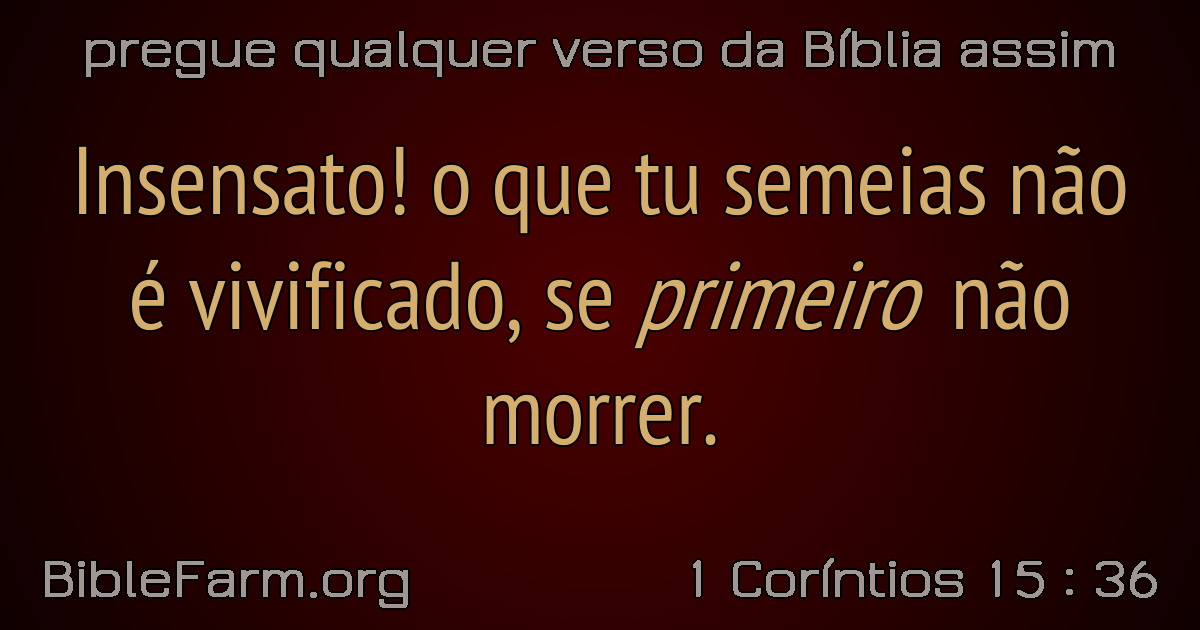 pregue qualquer verso da Bíblia assim
Insensato! o que tu semeias não
é vivificado, se primeiro não
morrer.
BibleFarm.org
1 Coríntios 15 : 36